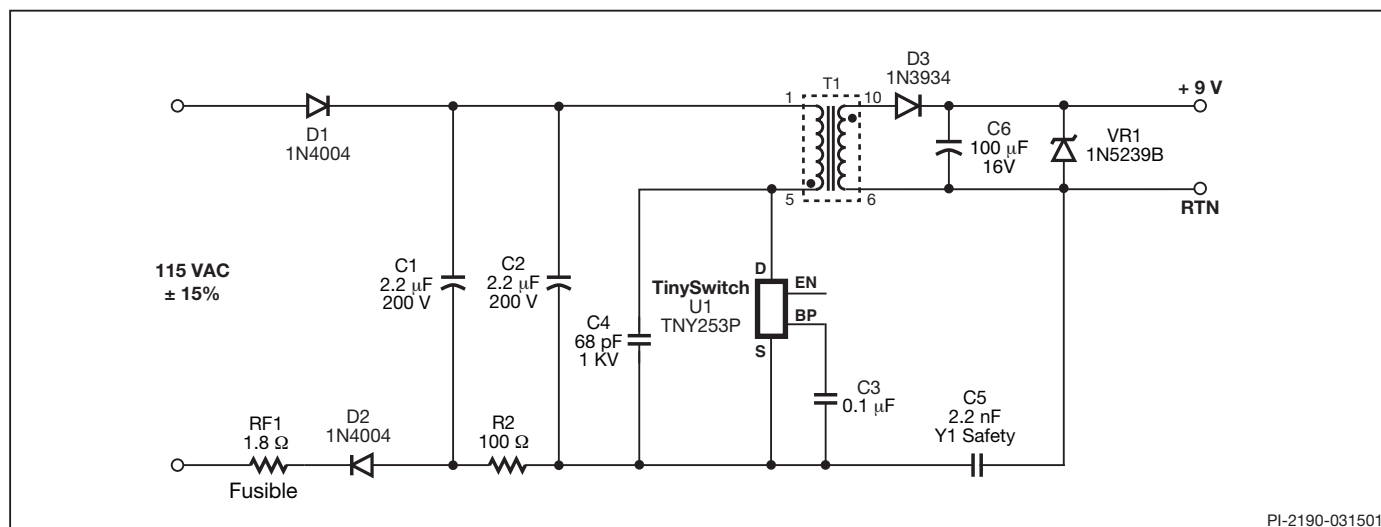 D3
1N3934
T1
+ 9 V
1
10
D1
1N4004
C6
100 µF
16V
VR1
1N5239B
5
6
RTN
115 VAC
± 15%
C1
2.2 µF
200 V
C2
2.2 µF
200 V
C4
68 pF
1 KV
TinySwitch
U1
TNY253P
D
EN
BP
S
C3
0.1 µF
C5
2.2 nF
Y1 Safety
RF1
1.8 Ω
Fusible
D2
1N4004
R2
100 Ω
PI-2190-031501